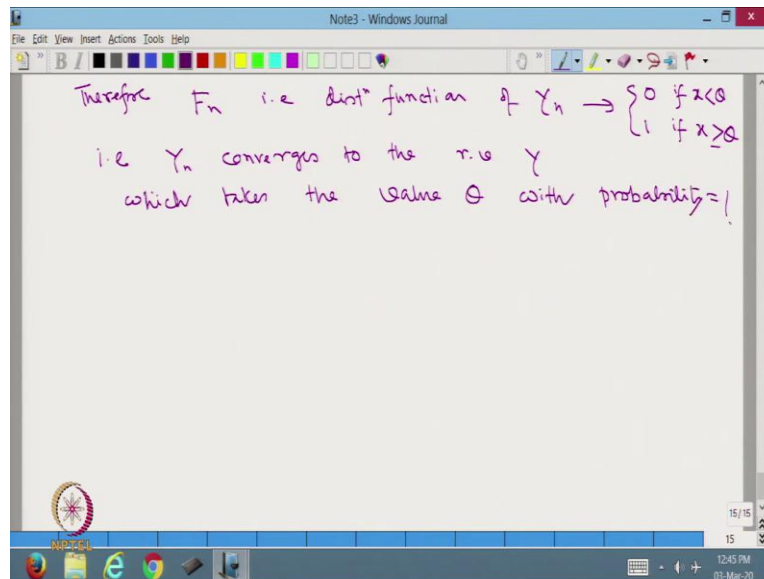 Note3 - Windows Journal
File Edit View Insert Actions Tools Help
Therefore Fn i.e distⁿ function of Yn → { 0 if x<θ
1 if x≥θ
i.e Yn converges to the r.v Y
which takes the value θ with probability=1
NPTEL
15/15
15
12:45 PM
03-Mar-20